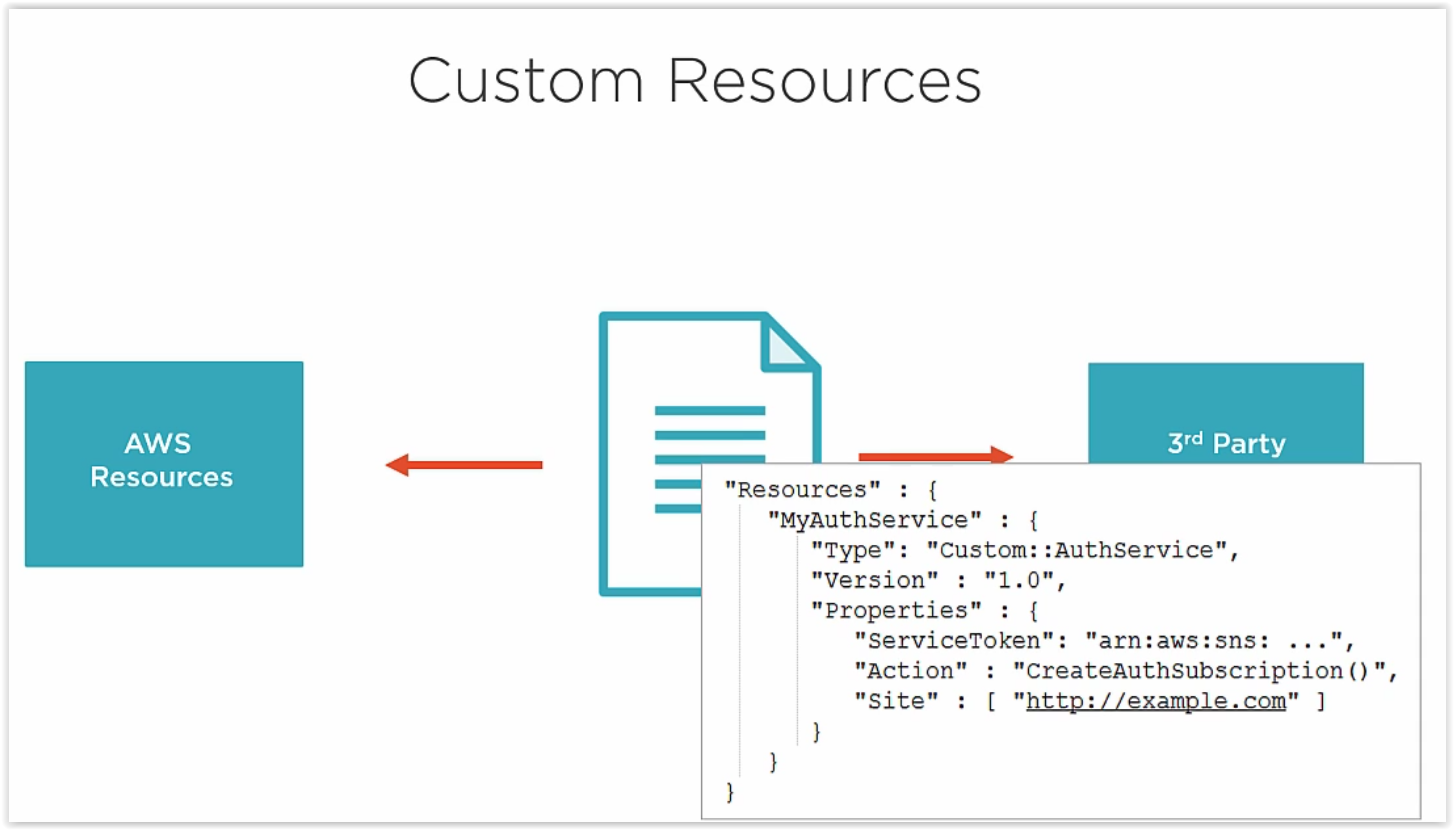 Custom Resources
AWS
Resources
3rd Party
"Resources" : {
"MyAuthService" : {
"Type": "Custom::AuthService",
"Version" : "1.0",
"Properties" : {
"ServiceToken": "arn:aws:sns: ...",
"Action" : "CreateAuthSubscription()",
"Site" : [ "http://example.com" ]
}
}
}